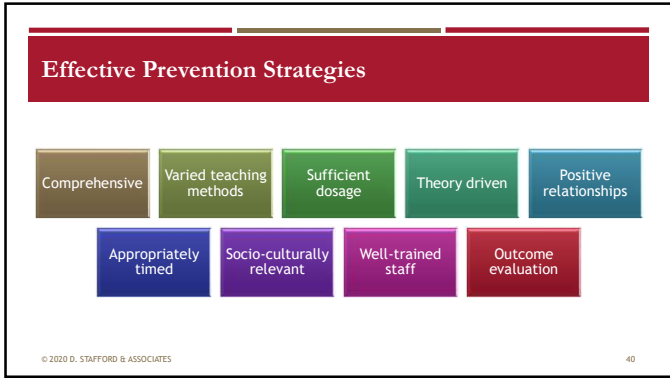 Effective Prevention Strategies
Comprehensive
Varied teaching
methods
Sufficient
dosage
Theory driven
Positive
relationships
Appropriately
timed
Socio-culturally
relevant
Well-trained
staff
Outcome
evaluation
© 2020 D. STAFFORD & ASSOCIATES
40